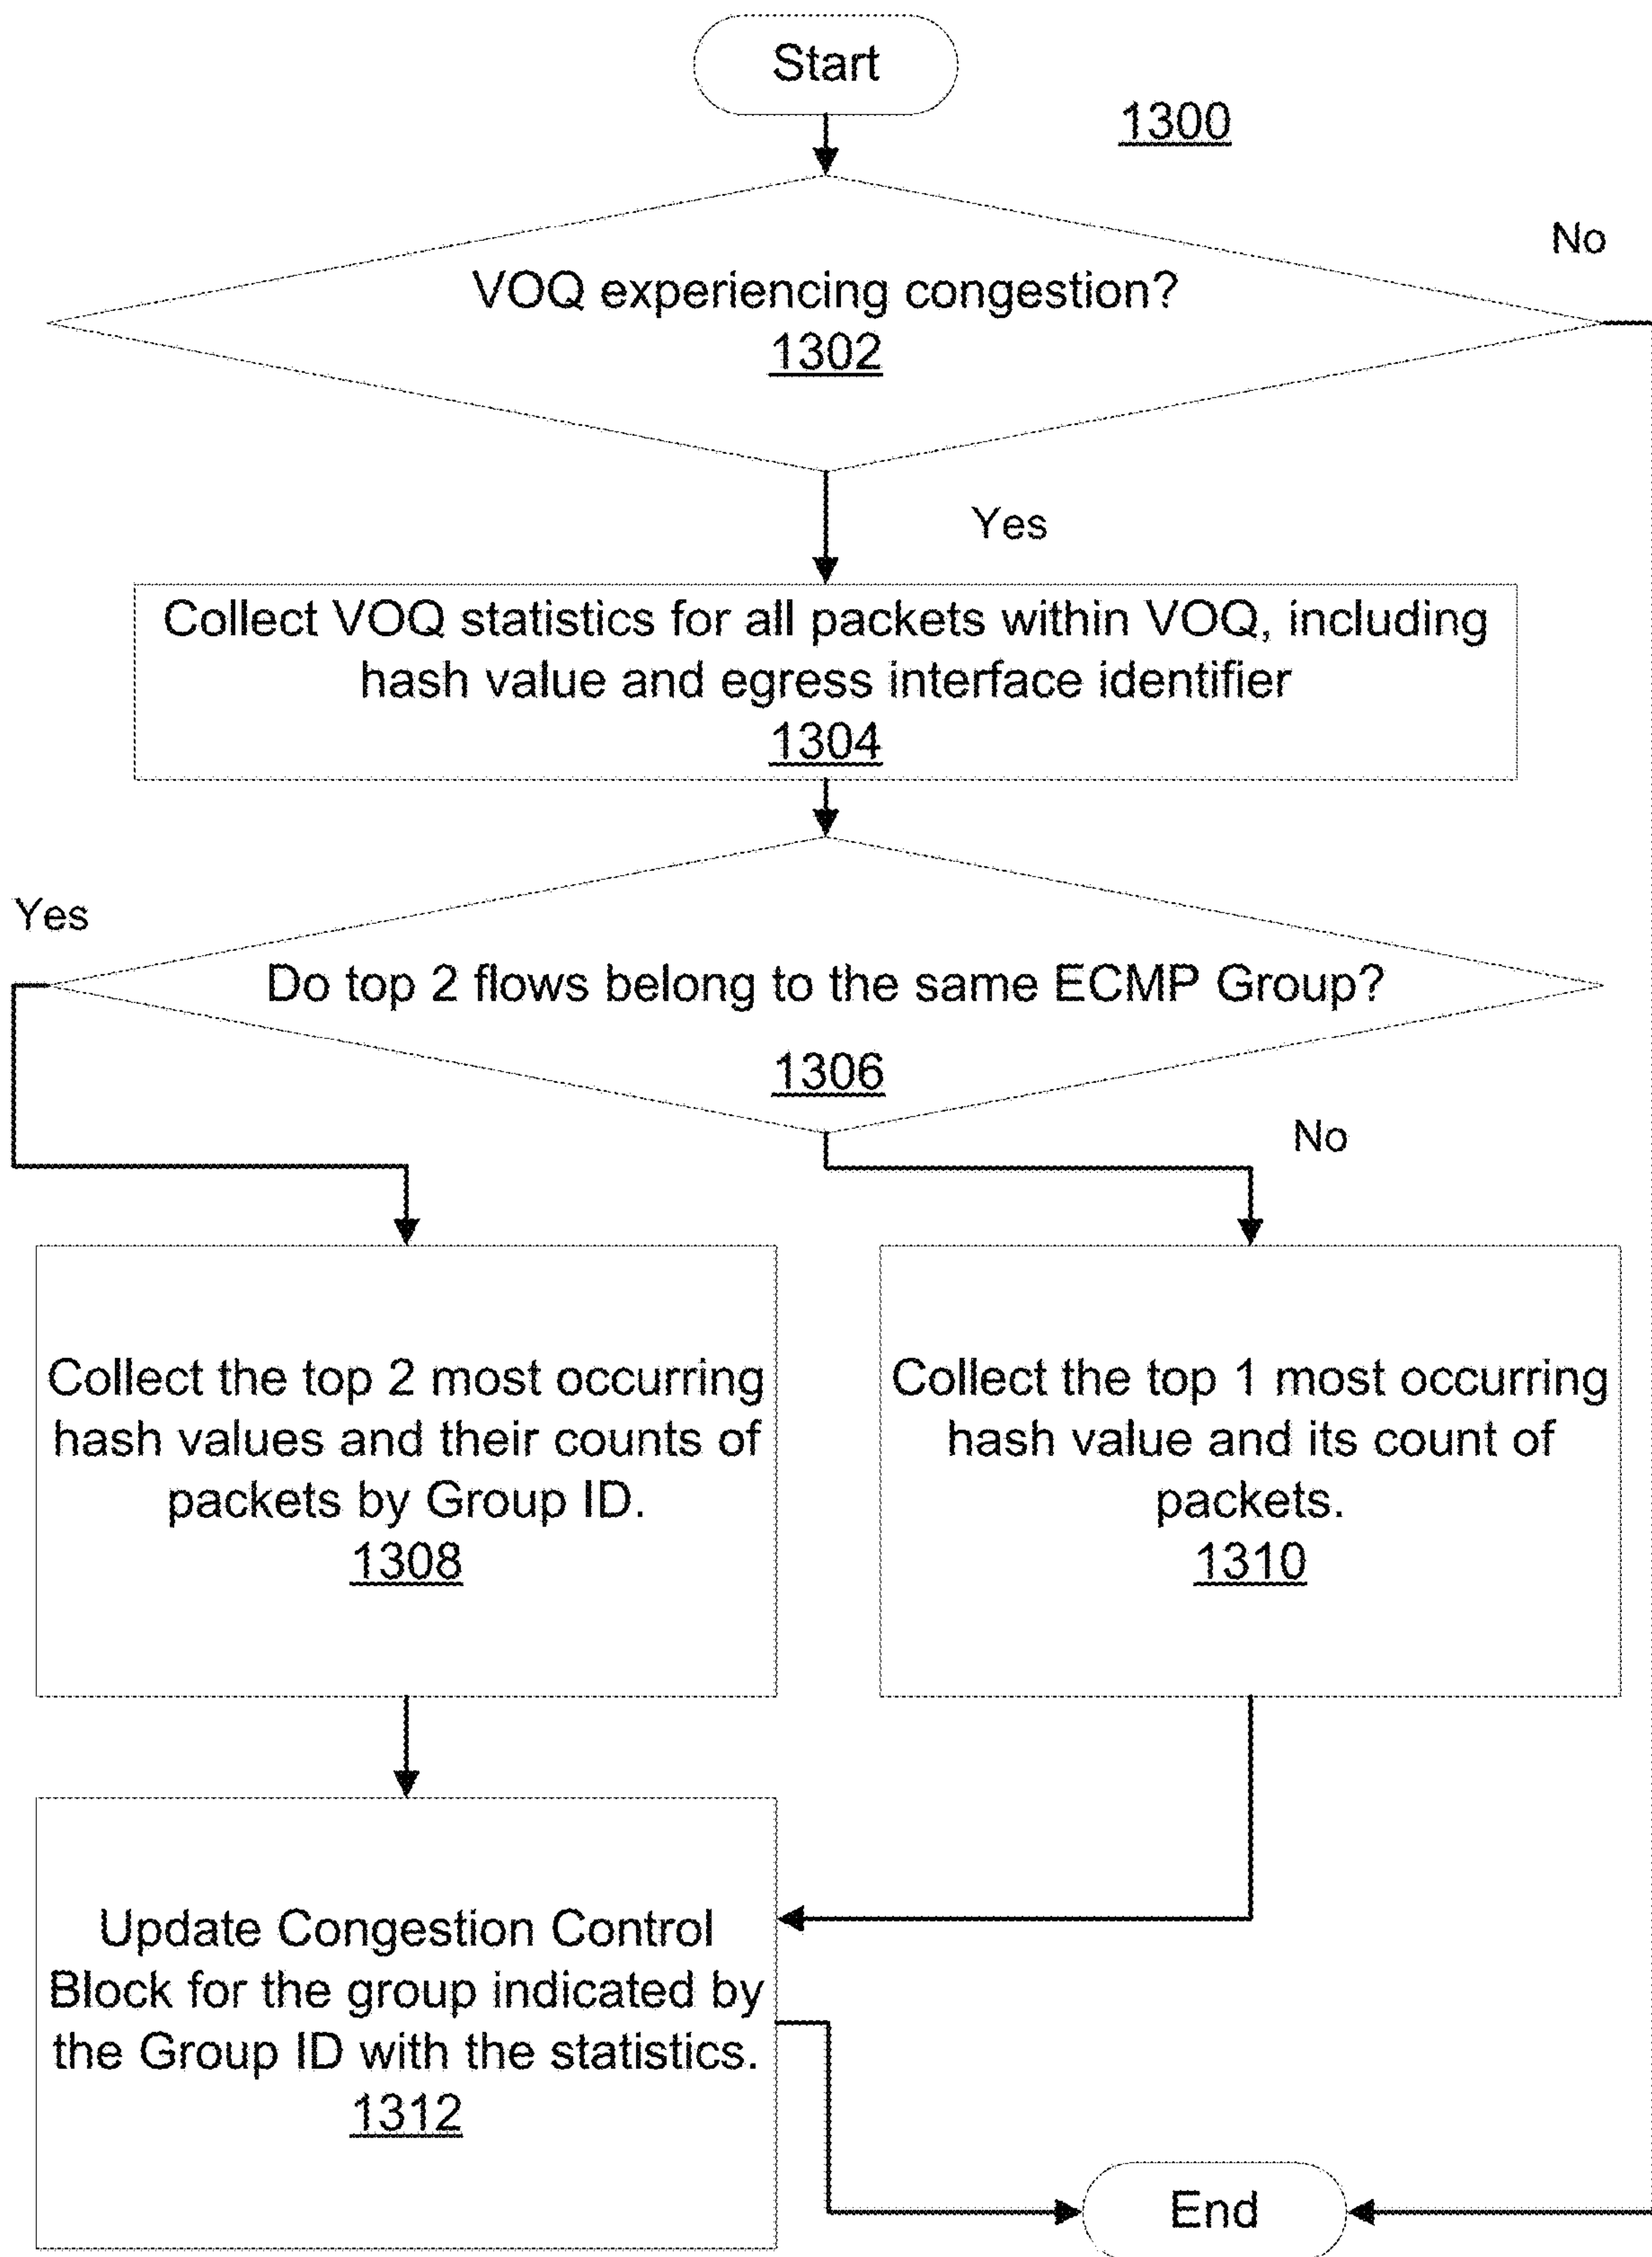 Start
1300
No
VOQ experiencing congestion?
1302
Yes
Collect VOQ statistics for all packets within VOQ, including
hash value and egress interface identifier
1304
Yes
Do top 2 flows belong to the same ECMP Group?
1306
No
Collect the top 2 most occurring
hash values and their counts of
packets by Group ID.
1308
Collect the top 1 most occurring
hash value and its count of
packets.
1310
Update Congestion Control
Block for the group indicated by
the Group ID with the statistics.
1312
End